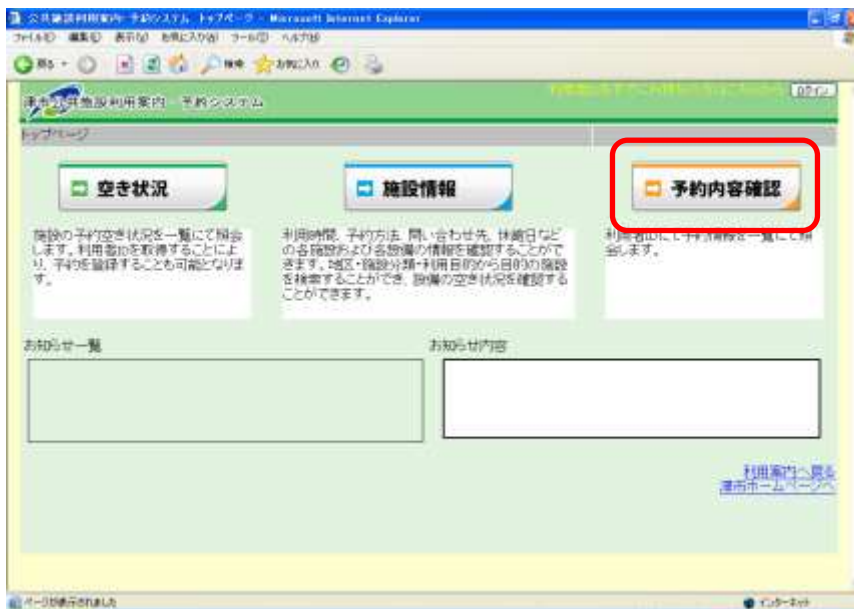 公共施設利用案内・予約システム トップページ - Microsoft Internet Explorer
ファイル(F) 編集(E) 表示(V) お気に入り(A) ツール(T) ヘルプ(H)
戻る 検索 お気に入り
津市公共施設利用案内・予約システム
ログイン
トップページ
空き状況
施設情報
予約内容確認
施設の予約空き状況を一覧にて照会
します。利用者IDを取得することによ
り、予約を登録することも可能となりま
す。
利用時間、予約方法、問い合わせ先、休館日など
の各施設および各設備の情報を確認することがで
きます。地区・施設分類・利用目的から目的の施設
を検索することができ、設備の空き状況を確認する
ことができます。
利用者IDにて予約情報を一覧にて照
会します。
お知らせ一覧
お知らせ内容
利用案内へ戻る
津市ホームページへ
ページが表示されました
インターネット